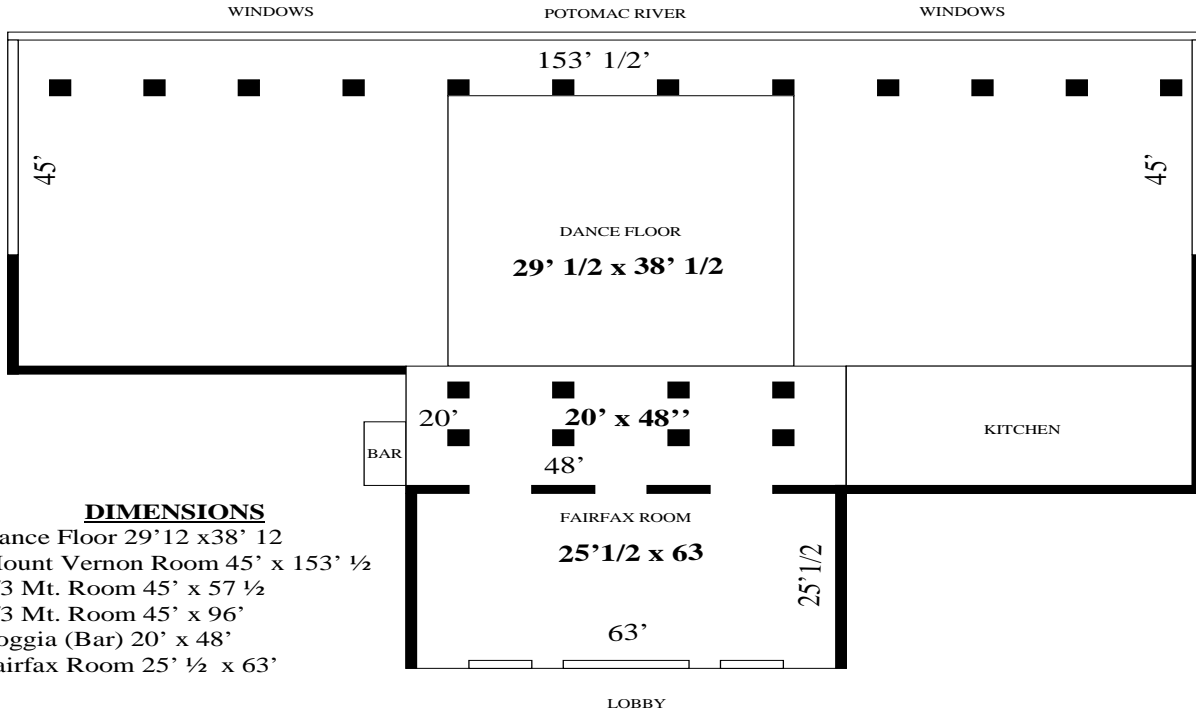 WINDOWS POTOMAC RIVER WINDOWS
153' 1/2'
45' 45'
DANCE FLOOR
29' 1/2 x 38' 1/2
20' 20' x 48''
BAR KITCHEN
48'
DIMENSIONS
ance Floor 29'12 x38' 12
ount Vernon Room 45' x 153' ½
/3 Mt. Room 45' x 57 ½
/3 Mt. Room 45' x 96'
oggia (Bar) 20' x 48'
airfax Room 25' ½ x 63'
FAIRFAX ROOM
25'1/2 x 63
25'1/2
63'
LOBBY